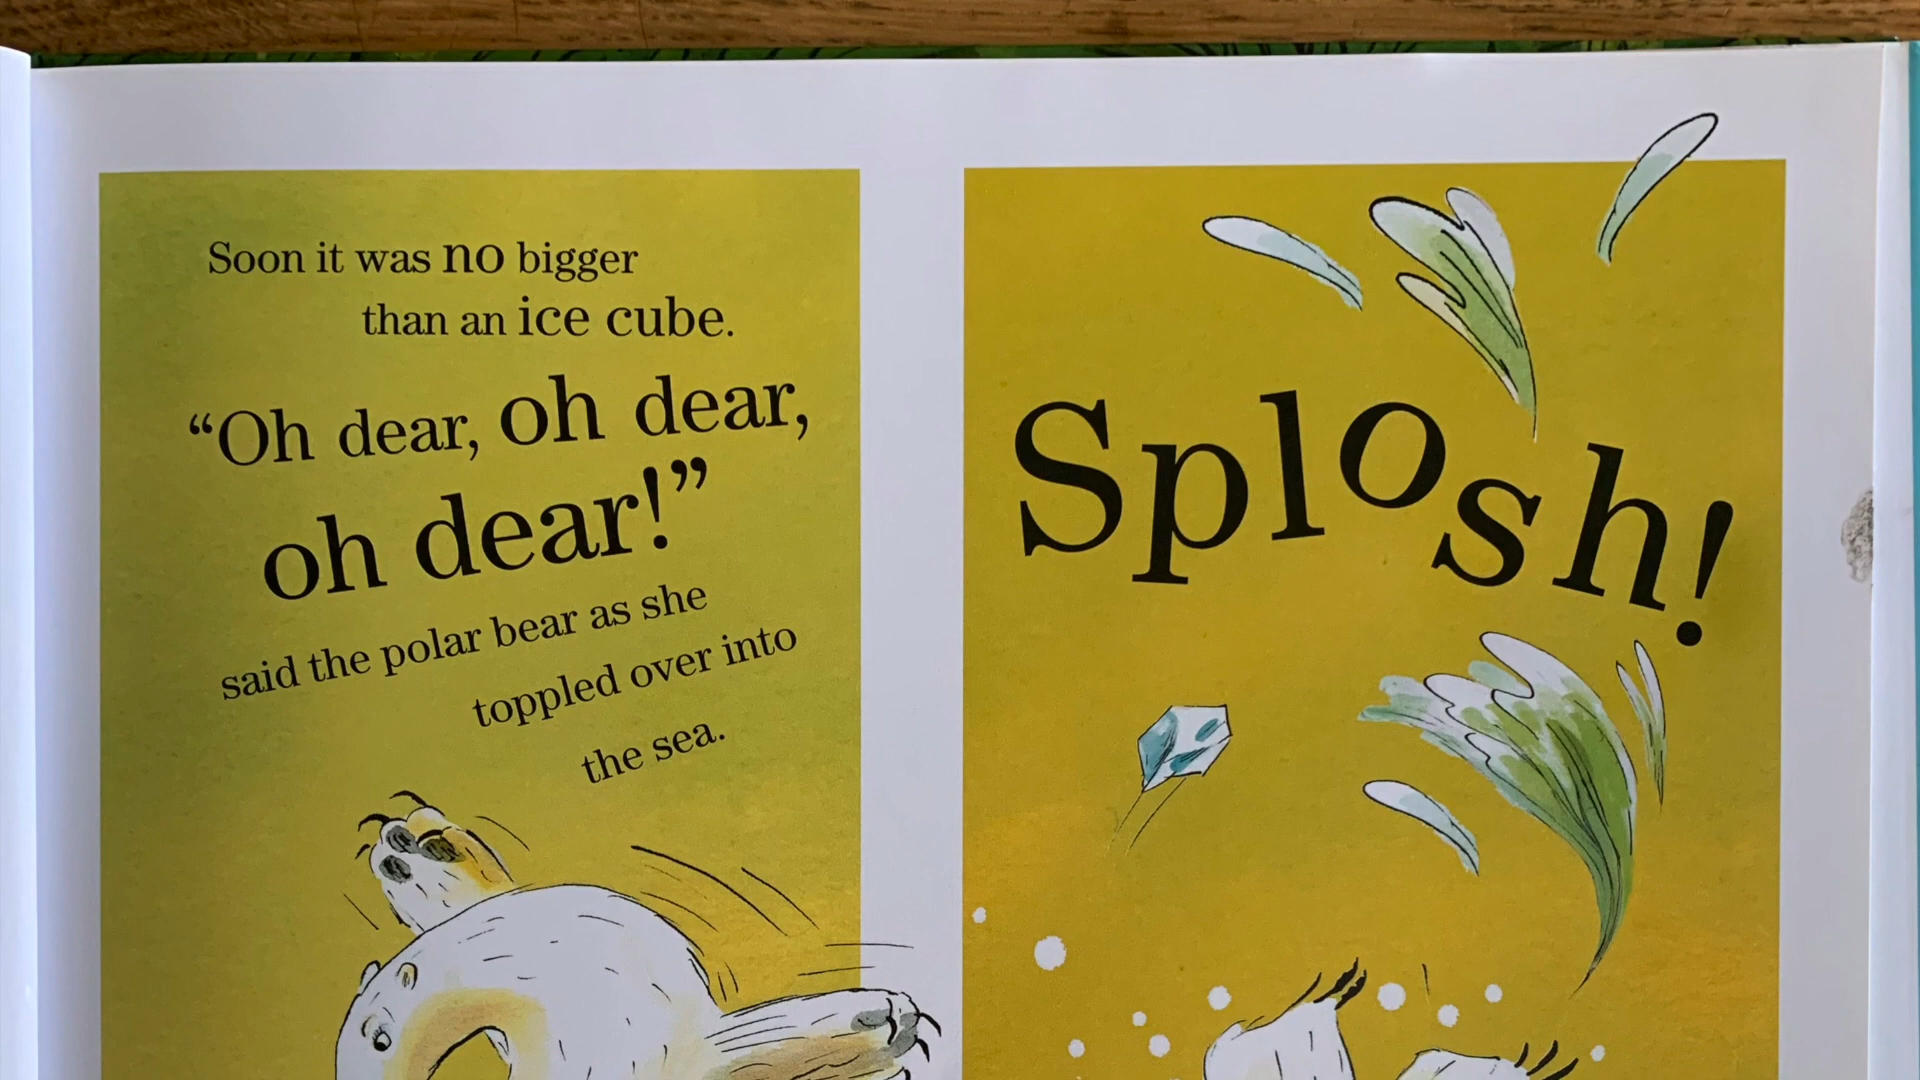 Soon it was no bigger
than an ice cube.
“Oh dear, oh dear,
oh dear!”
said the polar bear as she
toppled over into
the sea.
Splosh!